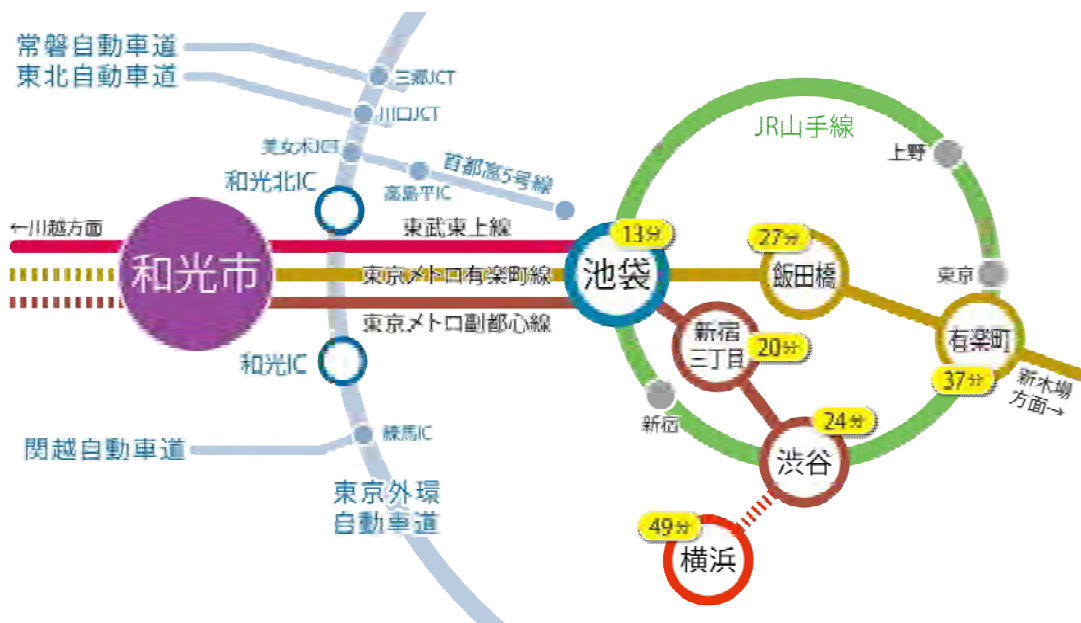 常磐自動車道
東北自動車道
三郷JCT
川口JCT
美女木JCT
首都高5号線
高島平IC
和光北IC
JR山手線
上野
←川越方面
東武東上線
和光市
東京メトロ有楽町線
東京メトロ副都心線
池袋
13分
27分
飯田橋
東京
新宿
三丁目
20分
有楽町
37分
新木場
方面→
和光IC
新宿
24分
渋谷
関越自動車道
練馬IC
東京外環
自動車道
49分
横浜